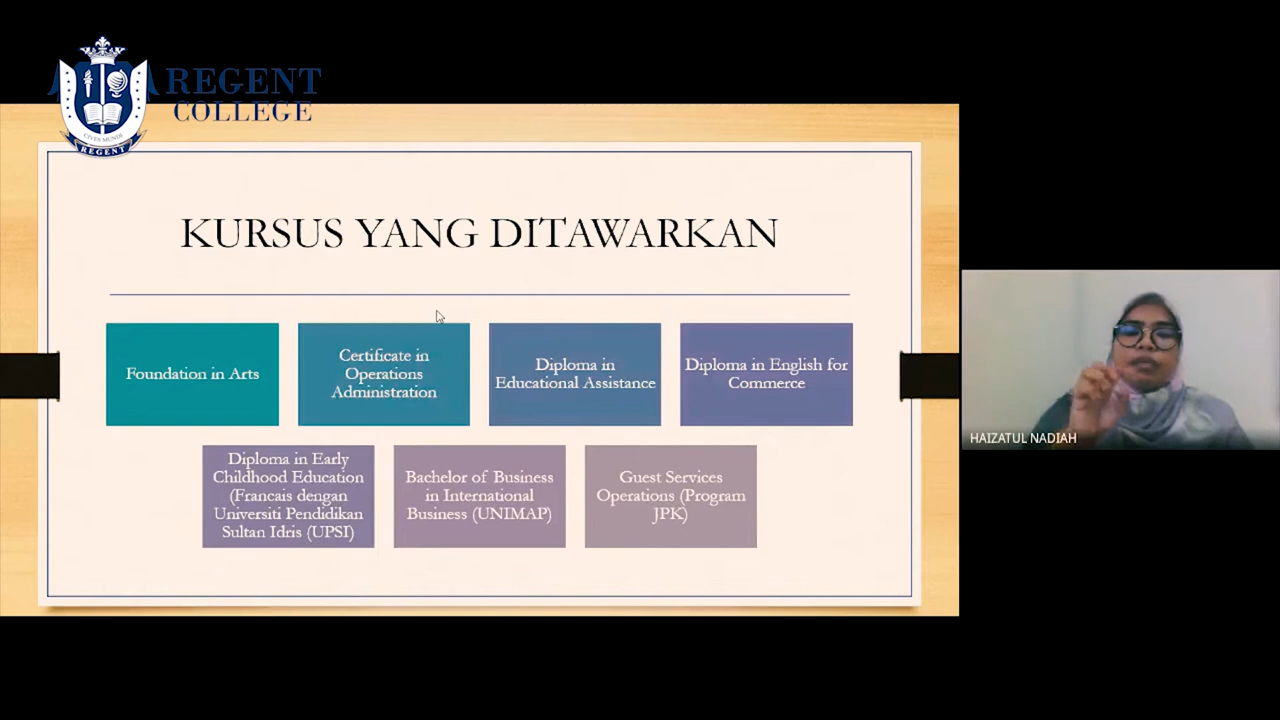 REGENT
COLLEGE
CIVES MUNDI
REGENT
KURSUS YANG DITAWARKAN
Foundation in Arts
Certificate in
Operations
Administration
Diploma in
Educational Assistance
Diploma in English for
Commerce
Diploma in Early
Childhood Education
(Francais dengan
Universiti Pendidikan
Sultan Idris (UPSI)
Bachelor of Business
in International
Business (UNIMAP)
Guest Services
Operations (Program
JPK)
HAIZATUL NADIAH